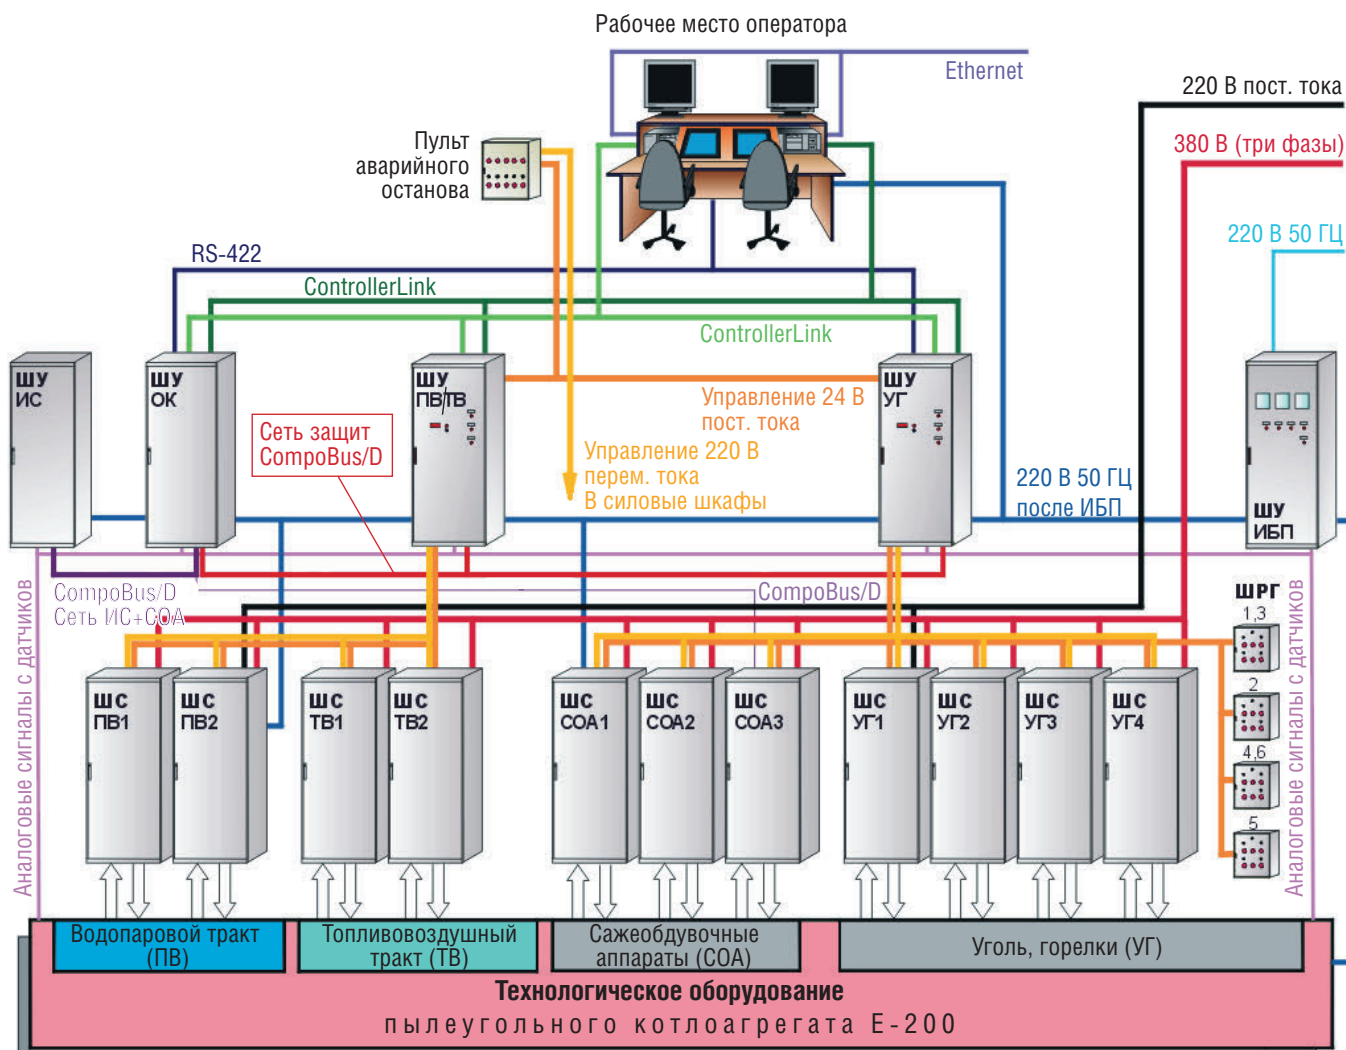 Рабочее место оператора
Ethernet
220 В пост. тока
Пульт
аварийного
останова
380 В (три фазы)
220 В 50 ГЦ
RS-422
ControllerLink
ControllerLink
ШУ
ИС
ШУ
ОК
ШУ
ПВ/ТВ
ШУ
УГ
Управление 24 В
пост. тока
Сеть защит
CompoBus/D
Управление 220 В
перем. тока
В силовые шкафы
220 В 50 ГЦ
после ИБП
ШУ
ИБП
CompoBus/D
Сеть ИС+СОА
CompoBus/D
Аналоговые сигналы с датчиков
Аналоговые сигналы с датчиков
ШРГ
1,3
2
4,6
5
ШС
ПВ1
ШС
ПВ2
ШС
ТВ1
ШС
ТВ2
ШС
СОА1
ШС
СОА2
ШС
СОА3
ШС
УГ1
ШС
УГ2
ШС
УГ3
ШС
УГ4
Водопаровой тракт
(ПВ)
Топливовоздушный
тракт (ТВ)
Сажеобдувочные
аппараты (СОА)
Уголь, горелки (УГ)
Технологическое оборудование
пылеугольного котлоагрегата Е-200